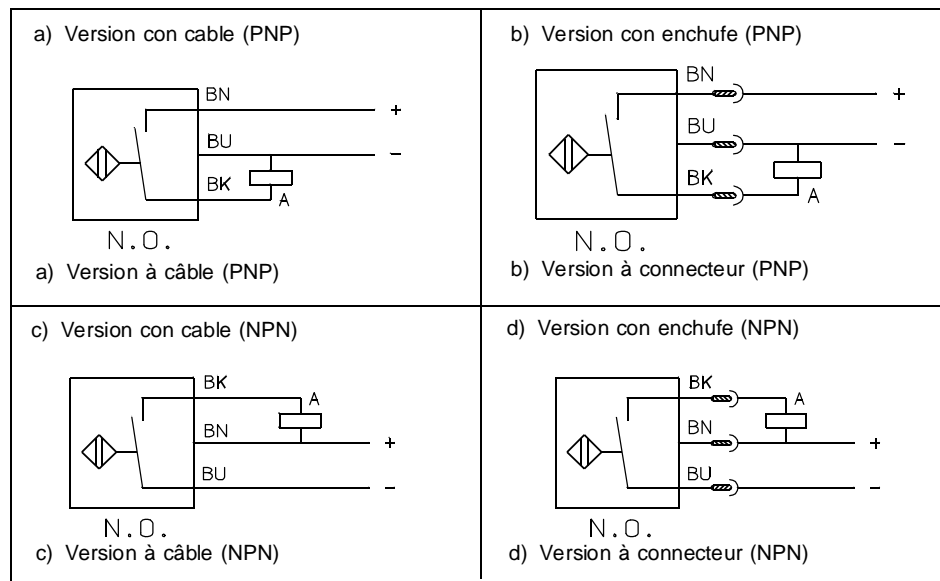 a) Version con cable (PNP)
BN
+
BU
-
BK
A
N.O.
a) Version à câble (PNP)
b) Version con enchufe (PNP)
BN
+
BU
-
BK
A
N.O.
b) Version à connecteur (PNP)
c) Version con cable (NPN)
BK
A
BN
+
BU
-
N.O.
c) Version à câble (NPN)
d) Version con enchufe (NPN)
BK
A
BN
+
BU
-
N.O.
d) Version à connecteur (NPN)